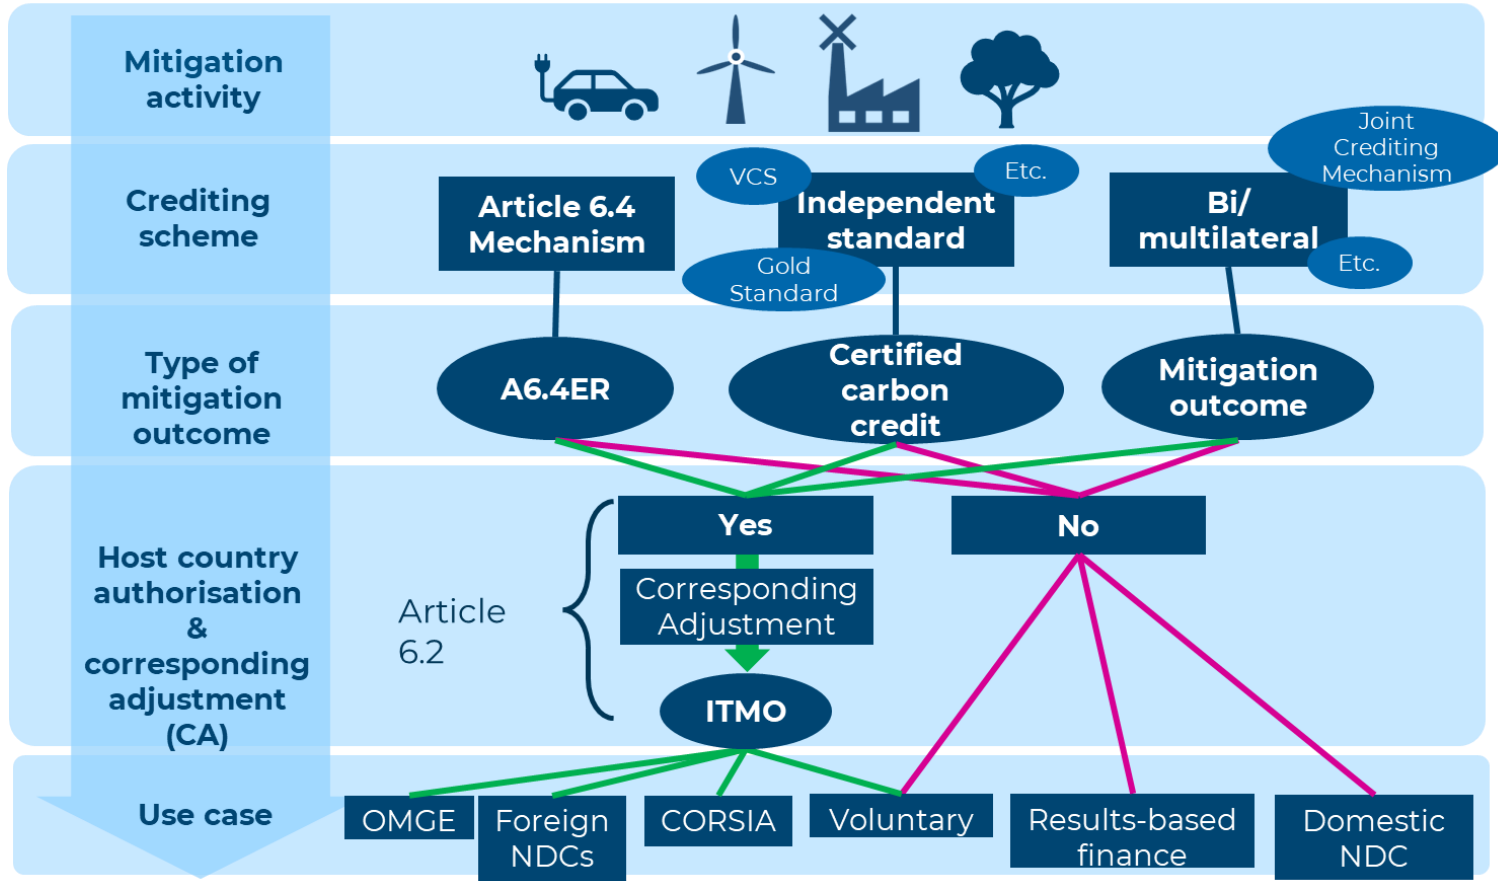 Mitigation
activity
Crediting
scheme
Article 6.4
Mechanism
VCS
Independent
standard
Etc.
Gold
Standard
Bi/
multilateral
Joint
Crediting
Mechanism
Etc.
Type of
mitigation
outcome
A6.4ER
Certified
carbon
credit
Mitigation
outcome
Host country
authorisation
&
corresponding
adjustment
(CA)
Article
6.2
Yes
No
Corresponding
Adjustment
ITMO
Use case
OMGE
Foreign
NDCs
CORSIA
Voluntary
Results-based
finance
Domestic
NDC